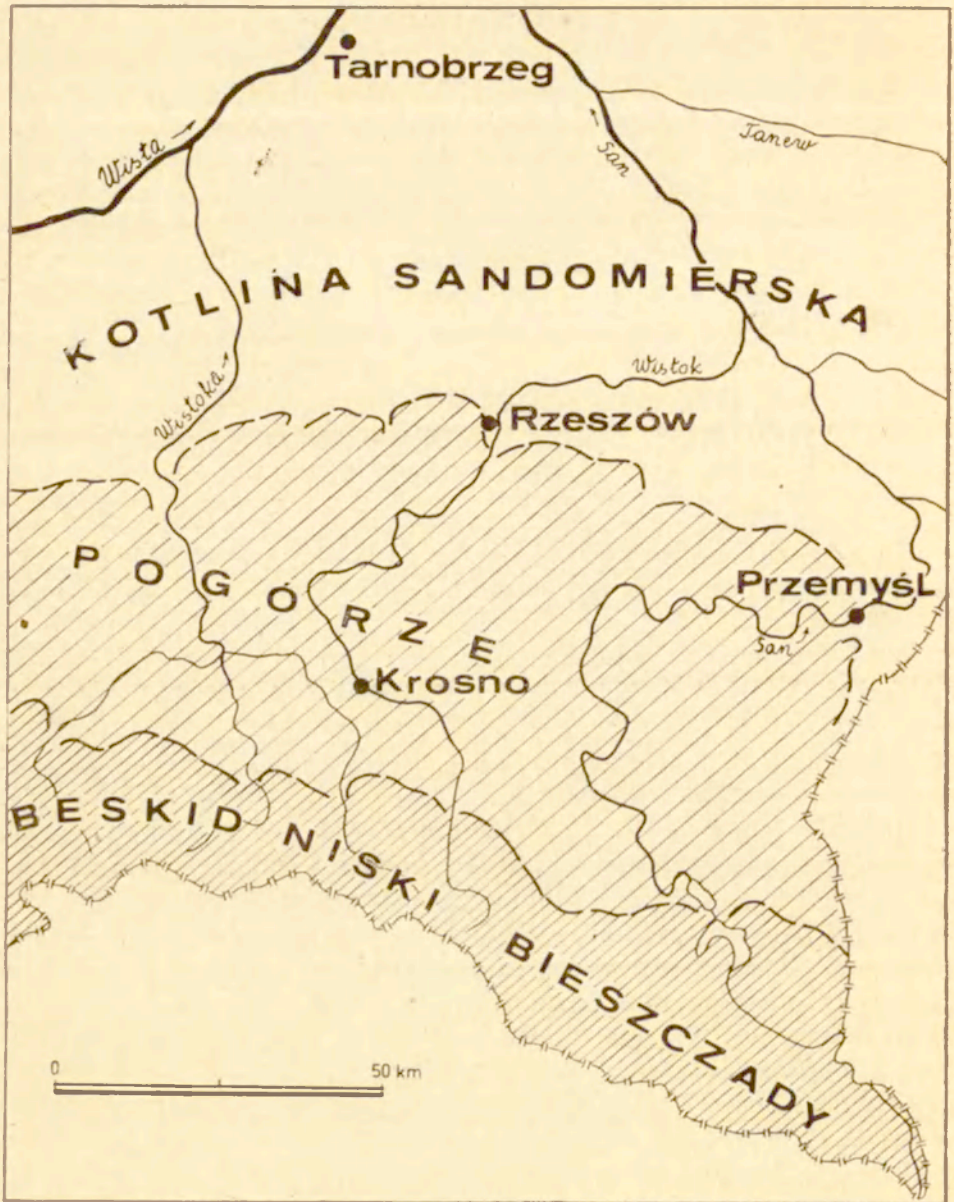 Tarnobrzeg
Wisła
San
Tanew
KOTLINA SANDOMIERSKA
Wisłoka
Wisłok
Rzeszów
POGÓRZE
Przemyśl
San
Krosno
BESKID NISKI
BIESZCZADY
0 50 km